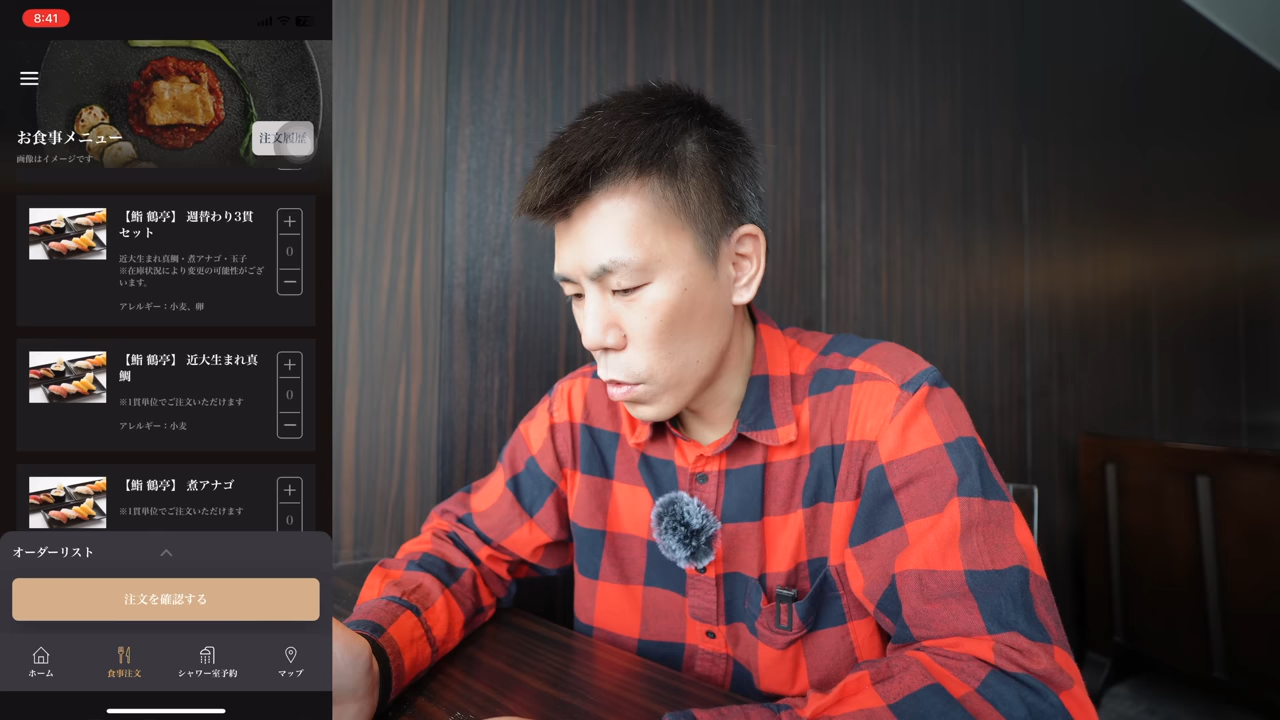 8:41
お食事メニュー
画像はイメージです
注文履歴
【鮨 鶴亭】 週替わり3貫
セット
近大生まれ真鯛・煮アナゴ・玉子
※在庫状況により変更の可能性がござ
います。
アレルギー：小麦、卵
0
【鮨 鶴亭】 近大生まれ真
鯛
※1貫単位でご注文いただけます
アレルギー：小麦
0
【鮨 鶴亭】 煮アナゴ
※1貫単位でご注文いただけます
0
オーダーリスト
注文を確認する
ホーム
食事注文
シャワー室予約
マップ